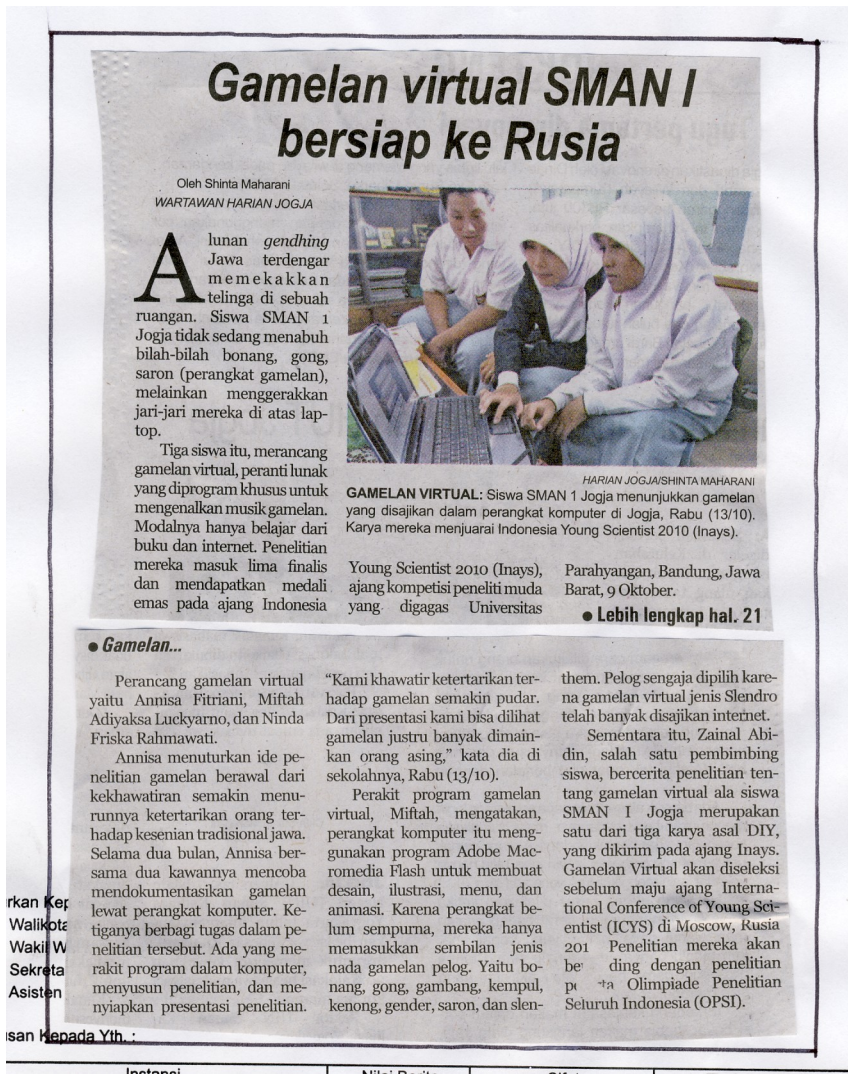 Gamelan virtual SMAN I
bersiap ke Rusia
Oleh Shinta Maharani
WARTAWAN HARIAN JOGJA
Alunan gendhing
Jawa terdengar
memekakkan
telinga di sebuah
ruangan. Siswa SMAN 1
Jogja tidak sedang menabuh
bilah-bilah bonang, gong,
saron (perangkat gamelan),
melainkan menggerakkan
jari-jari mereka di atas lap-
top.
Tiga siswa itu, merancang
gamelan virtual, peranti lunak
yang diprogram khusus untuk
mengenalkan musik gamelan.
Modalnya hanya belajar dari
buku dan internet. Penelitian
mereka masuk lima finalis
dan mendapatkan medali
emas pada ajang Indonesia
HARIAN JOGJA/SHINTA MAHARANI
GAMELAN VIRTUAL: Siswa SMAN 1 Jogja menunjukkan gamelan
yang disajikan dalam perangkat komputer di Jogja, Rabu (13/10).
Karya mereka menjuarai Indonesia Young Scientist 2010 (Inays).
Young Scientist 2010 (Inays),
ajang kompetisi peneliti muda
yang digagas Universitas
Parahyangan, Bandung, Jawa
Barat, 9 Oktober.
● Lebih lengkap hal. 21
● Gamelan...
Perancang gamelan virtual
yaitu Annisa Fitriani, Miftah
Adiyaksa Luckyarno, dan Ninda
Friska Rahmawati.
Annisa menuturkan ide pe-
nelitian gamelan berawal dari
kekhawatiran semakin menu-
runnya ketertarikan orang ter-
hadap kesenian tradisional jawa.
Selama dua bulan, Annisa ber-
sama dua kawannya mencoba
mendokumentasikan gamelan
lewat perangkat komputer. Ke-
tiganya berbagi tugas dalam pe-
nelitian tersebut. Ada yang me-
rakit program dalam komputer,
menyusun penelitian, dan me-
nyiapkan presentasi penelitian.
“Kami khawatir ketertarikan ter-
hadap gamelan semakin pudar.
Dari presentasi kami bisa dilihat
gamelan justru banyak dimain-
kan orang asing,” kata dia di
sekolahnya, Rabu (13/10).
Perakit program gamelan
virtual, Miftah, mengatakan,
perangkat komputer itu meng-
gunakan program Adobe Mac-
romedia Flash untuk membuat
desain, ilustrasi, menu, dan
animasi. Karena perangkat be-
lum sempurna, mereka hanya
memasukkan sembilan jenis
nada gamelan pelog. Yaitu bo-
nang, gong, gambang, kempul,
kenong, gender, saron, dan slen-
them. Pelog sengaja dipilih kare-
na gamelan virtual jenis Slendro
telah banyak disajikan internet.
Sementara itu, Zainal Abi-
din, salah satu pembimbing
siswa, bercerita penelitian ten-
tang gamelan virtual ala siswa
SMAN I Jogja merupakan
satu dari tiga karya asal DIY,
yang dikirim pada ajang Inays.
Gamelan Virtual akan diseleksi
sebelum maju ajang Interna-
tional Conference of Young Sci-
entist (ICYS) di Moscow, Rusia
201 Penelitian mereka akan
be ding dengan penelitian
p ta Olimpiade Penelitian
Seluruh Indonesia (OPSI).
rkan Kep
Walikota
Wakil W
Sekreta
Asisten
usan Kepada Yth. :
Instansi